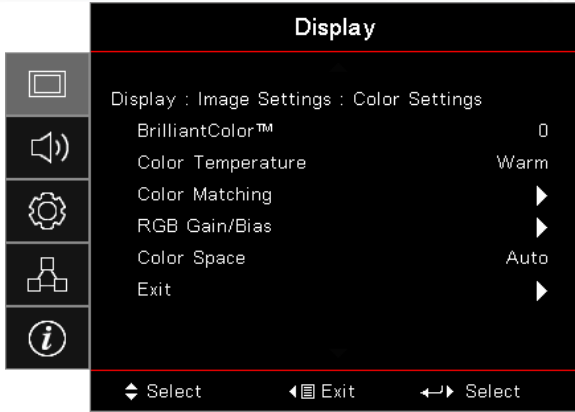 Display
Display : Image Settings : Color Settings
BrilliantColor™ 0
Color Temperature Warm
Color Matching
RGB Gain/Bias
Color Space Auto
Exit
Select Exit Select